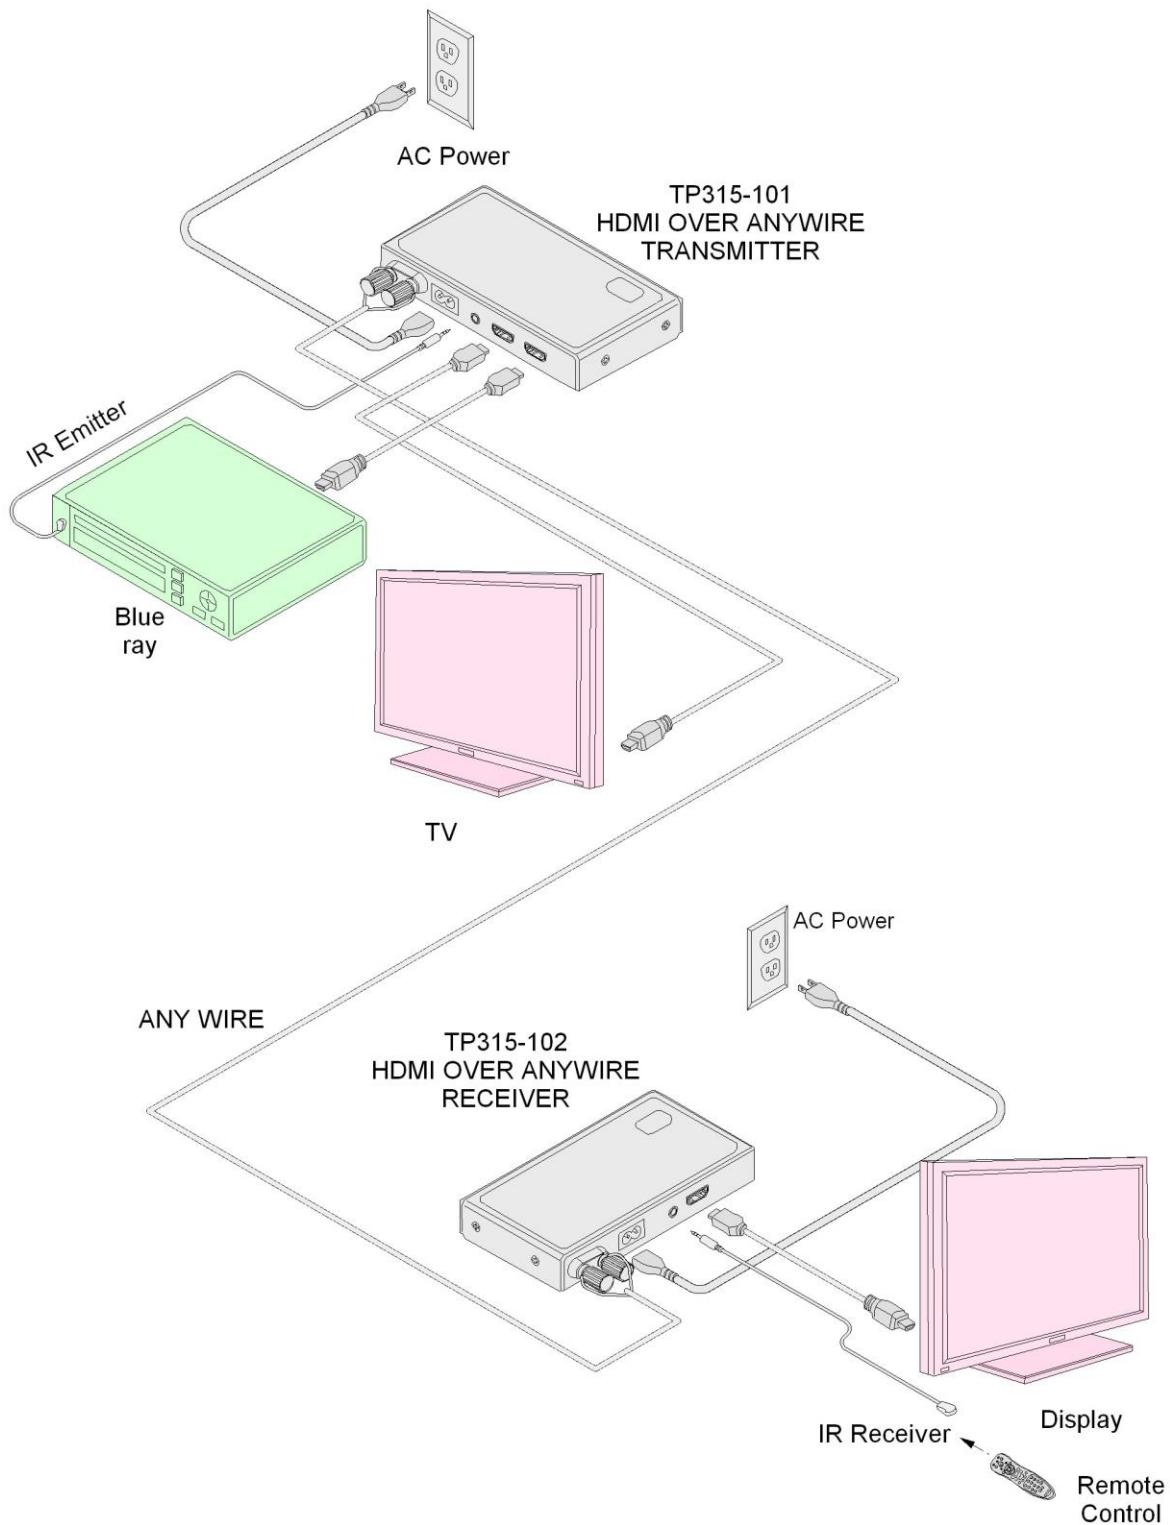 AC Power
TP315-101
HDMI OVER ANYWIRE
TRANSMITTER
IR Emitter
Blue
ray
TV
AC Power
ANY WIRE
TP315-102
HDMI OVER ANYWIRE
RECEIVER
Display
IR Receiver
Remote
Control